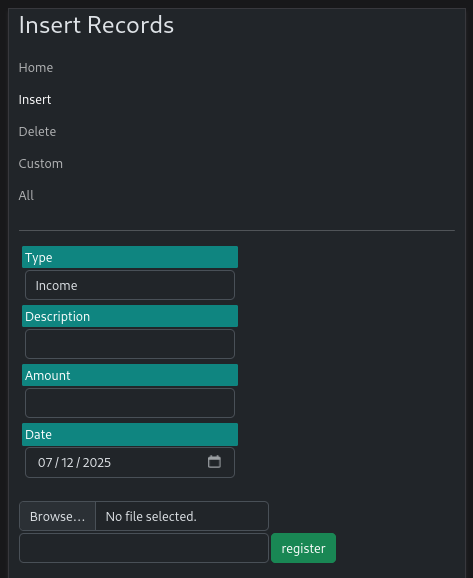 Insert Records
Home
Insert
Delete
Custom
All
Type
Income
Description
Amount
Date
07/12/2025
Browse... No file selected.
register